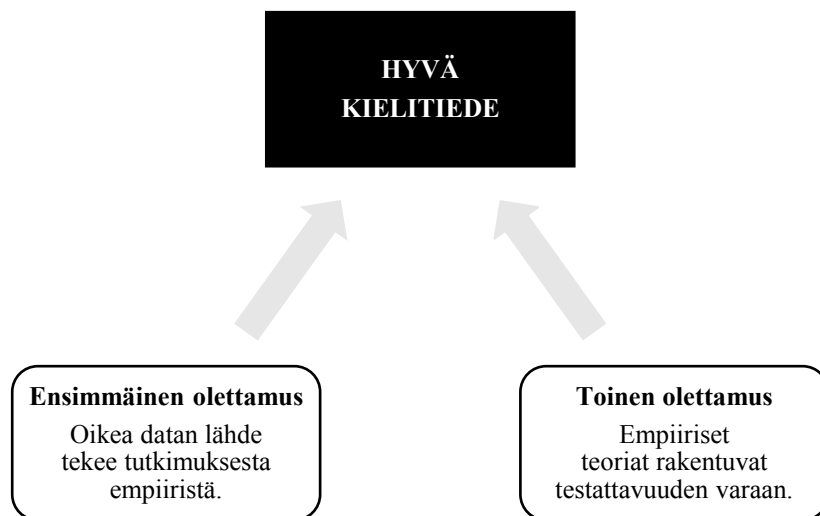 HYVÄ
KIELITIEDE
Ensimmäinen olettamus
Oikea datan lähde
tekee tutkimuksesta
empiiristä.
Toinen olettamus
Empiiriset
teoriat rakentuvat
testattavuuden varaan.